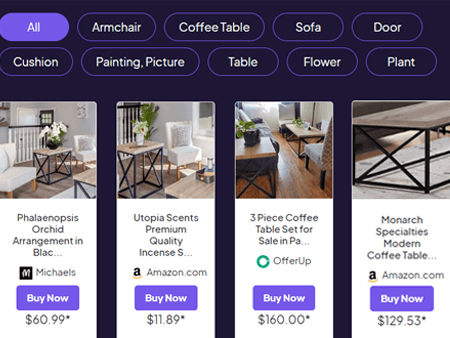 All
Armchair
Coffee Table
Sofa
Door
Cushion
Painting, Picture
Table
Flower
Plant
Phalaenopsis
Orchid
Arrangement in
Blac...
Michaels
Buy Now
$60.99*
Utopia Scents
Premium
Quality
Incense S...
Amazon.com
Buy Now
$11.89*
3 Piece Coffee
Table Set for
Sale in Pa...
OfferUp
Buy Now
$160.00*
Monarch
Specialties
Modern
Coffee Table...
Amazon.com
Buy Now
$129.53*